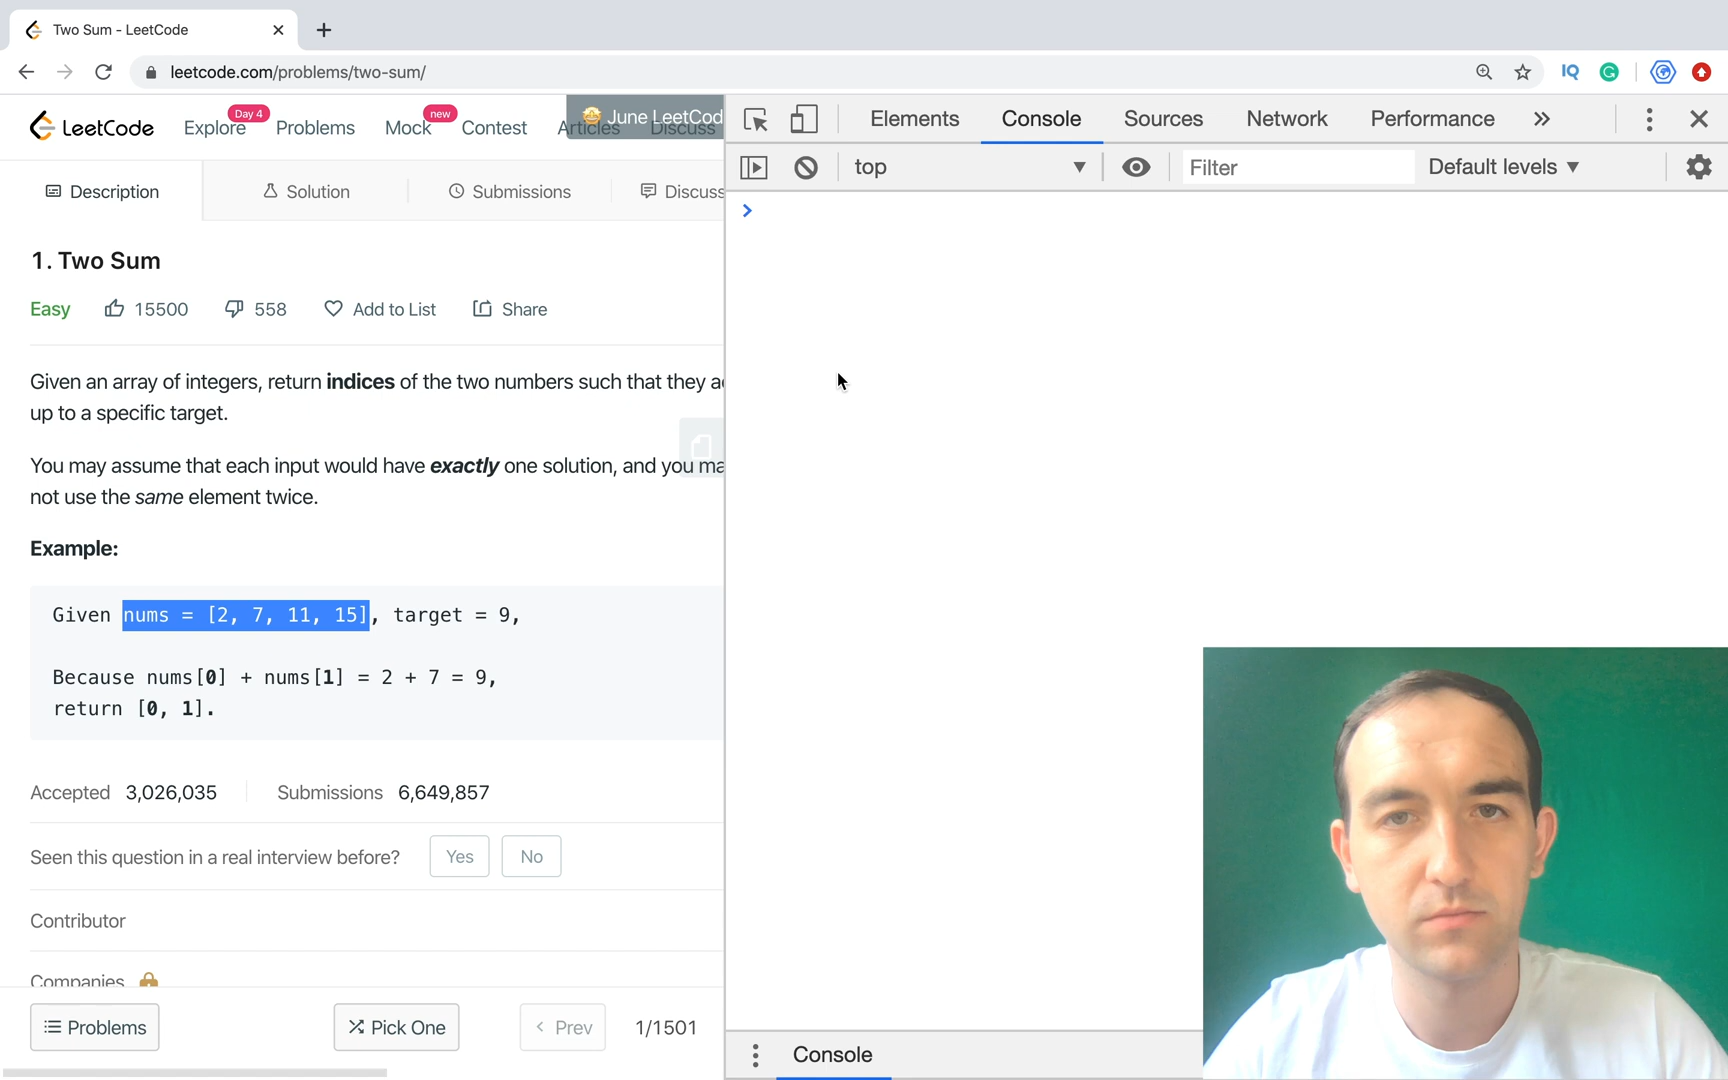 Two Sum - LeetCode
leetcode.com/problems/two-sum/
IQ
LeetCode
Explore
Day 4
Problems
Mock
new
Contest
Articles
Discuss
June LeetCod
Description
Solution
Submissions
Discuss
1. Two Sum
Easy
15500
558
Add to List
Share
Given an array of integers, return indices of the two numbers such that they a
up to a specific target.
You may assume that each input would have exactly one solution, and you ma
not use the same element twice.
Example:
Given nums = [2, 7, 11, 15], target = 9,
Because nums[0] + nums[1] = 2 + 7 = 9,
return [0, 1].
Accepted 3,026,035 Submissions 6,649,857
Seen this question in a real interview before? Yes No
Contributor
Companies
Problems
Pick One
< Prev
1/1501
Elements
Console
Sources
Network
Performance
»
top
Filter
Default levels
>
Console